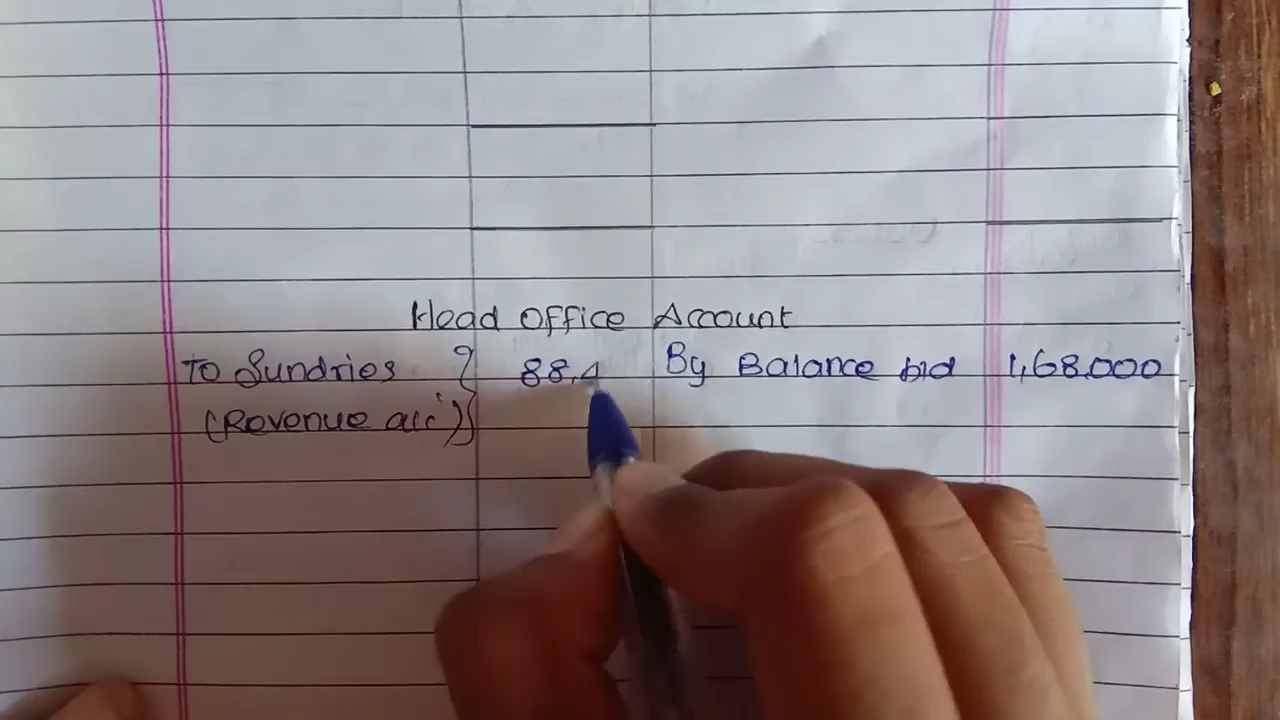 Head Office Account
To Sundries 88,4 By Balance b/d 1,68,000
(Revenue a/c)